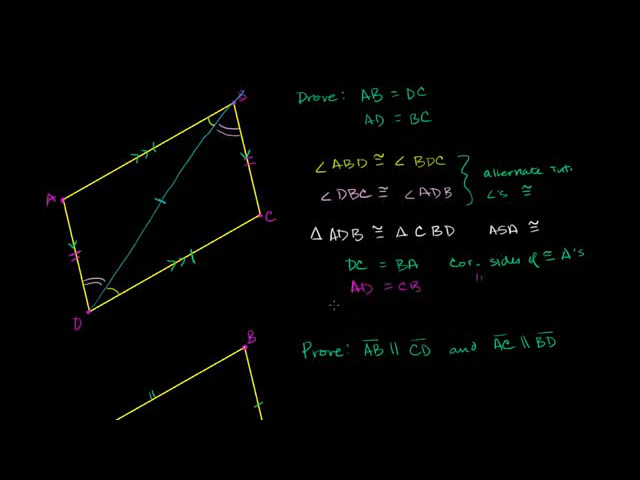 Prove: AB = DC
AD = BC
∠ABD ≅ ∠BDC
∠DBC ≅ ∠ADB
alternate int.
∠'s ≅
△ADB ≅ △CBD ASA ≅
DC = BA cor. sides of ≅ △'s
AD = CB "
Prove: AB || CD and AC || BD
B
A
C
D
B